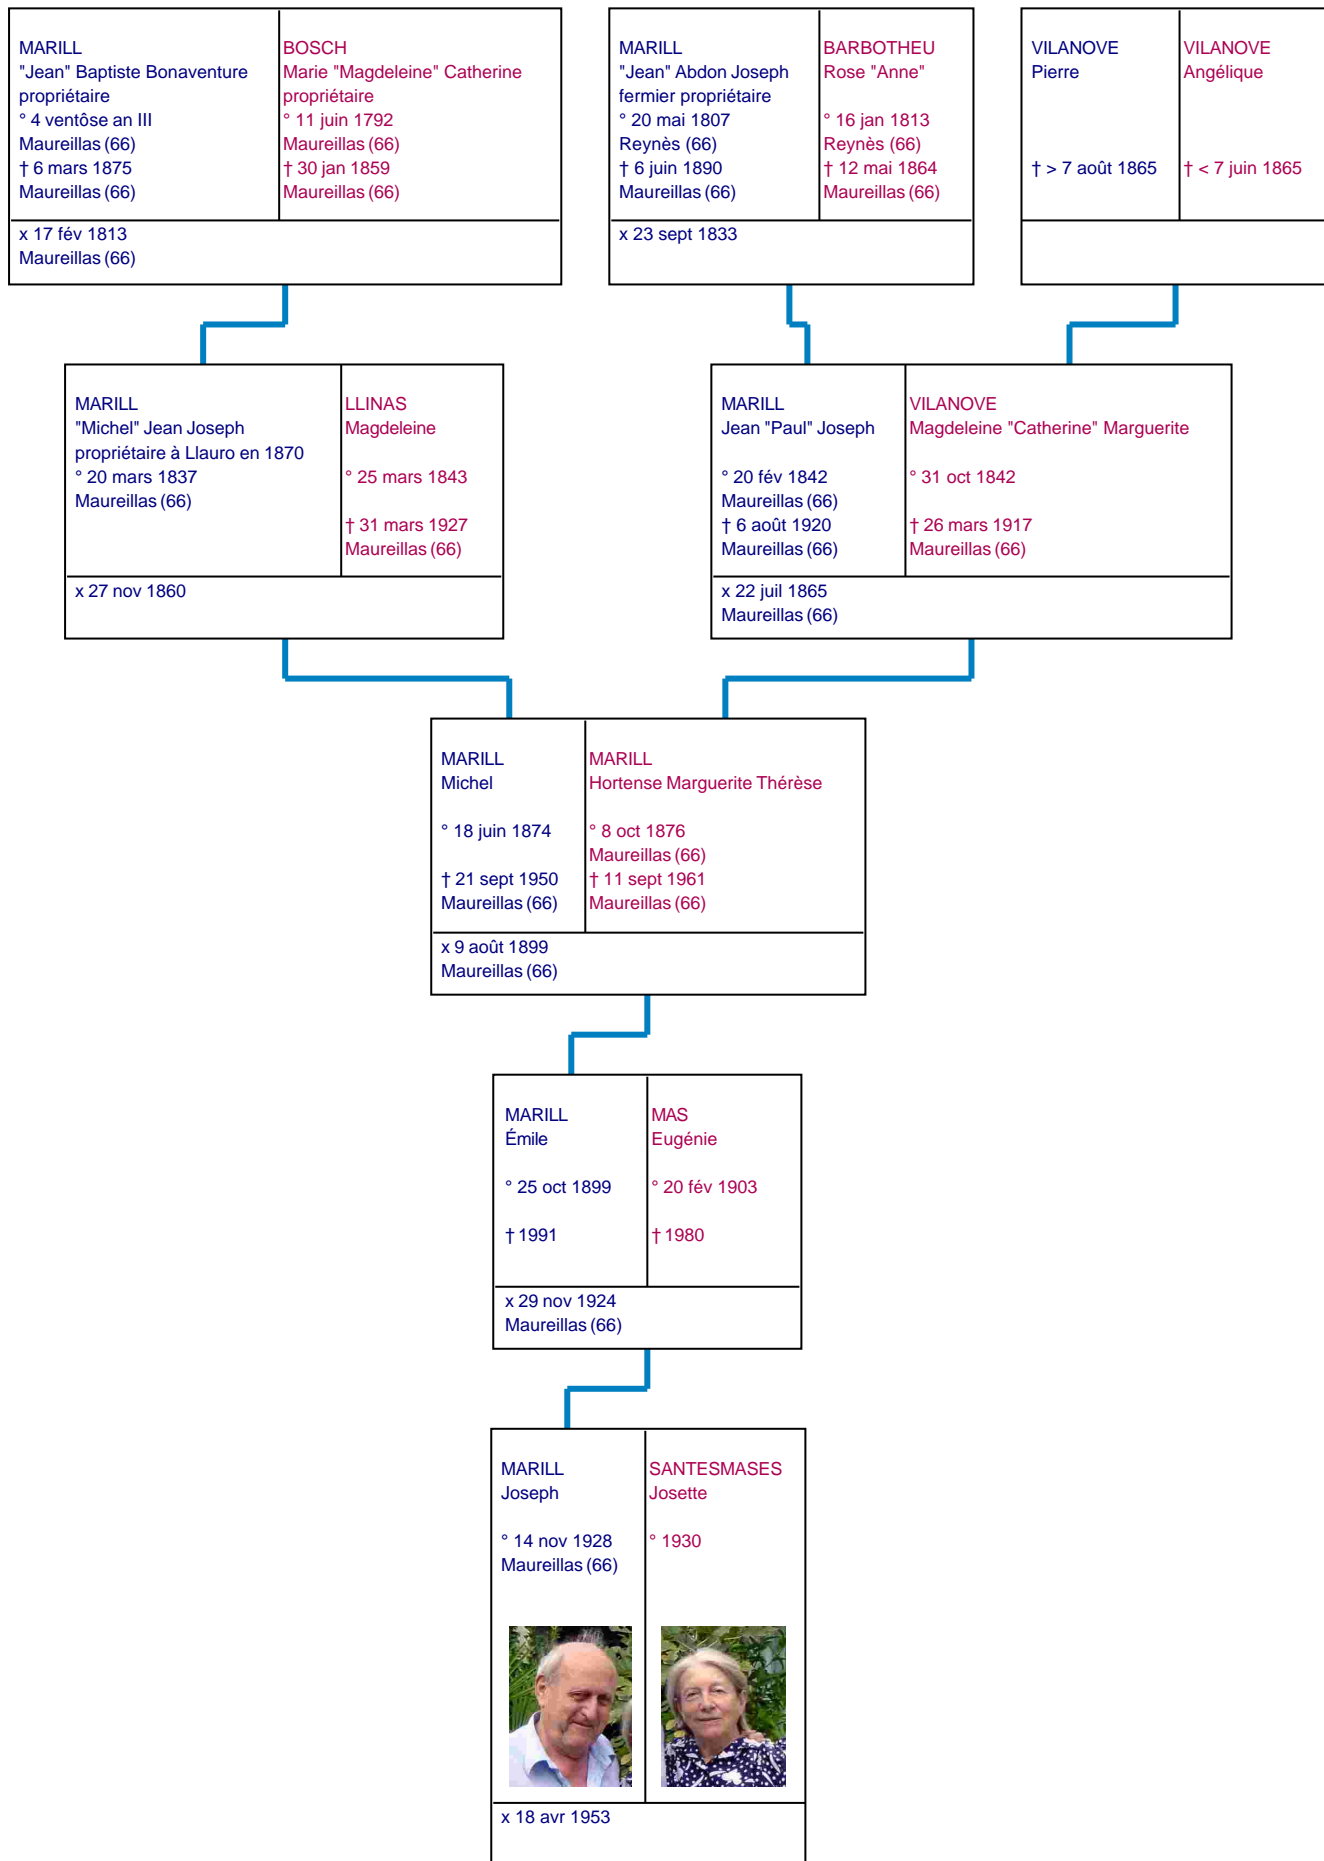 MARILL
"Jean" Baptiste Bonaventure
propriétaire
° 4 ventôse an III
Maureillas (66)
† 6 mars 1875
Maureillas (66)
BOSCH
Marie "Magdeleine" Catherine
propriétaire
° 11 juin 1792
Maureillas (66)
† 30 jan 1859
Maureillas (66)
x 17 fév 1813
Maureillas (66)
MARILL
"Jean" Abdon Joseph
fermier propriétaire
° 20 mai 1807
Reynès (66)
† 6 juin 1890
Maureillas (66)
BARBOTHEU
Rose "Anne"
° 16 jan 1813
Reynès (66)
† 12 mai 1864
Maureillas (66)
x 23 sept 1833
VILANOVE
Pierre
† > 7 août 1865
VILANOVE
Angélique
† < 7 juin 1865
MARILL
"Michel" Jean Joseph
propriétaire à Llauro en 1870
° 20 mars 1837
Maureillas (66)
LLINAS
Magdeleine
° 25 mars 1843
† 31 mars 1927
Maureillas (66)
x 27 nov 1860
MARILL
Jean "Paul" Joseph
° 20 fév 1842
Maureillas (66)
† 6 août 1920
Maureillas (66)
VILANOVE
Magdeleine "Catherine" Marguerite
° 31 oct 1842
† 26 mars 1917
Maureillas (66)
x 22 juil 1865
Maureillas (66)
MARILL
Michel
° 18 juin 1874
† 21 sept 1950
Maureillas (66)
MARILL
Hortense Marguerite Thérèse
° 8 oct 1876
Maureillas (66)
† 11 sept 1961
Maureillas (66)
x 9 août 1899
Maureillas (66)
MARILL
Émile
° 25 oct 1899
† 1991
MAS
Eugénie
° 20 fév 1903
† 1980
x 29 nov 1924
Maureillas (66)
MARILL
Joseph
° 14 nov 1928
Maureillas (66)
SANTESMASES
Josette
° 1930
x 18 avr 1953